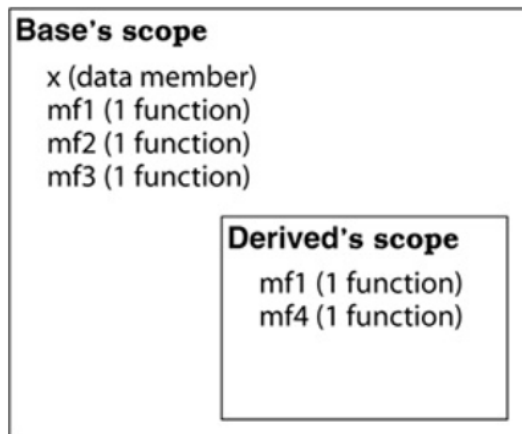 Base's scope
x (data member)
mf1 (1 function)
mf2 (1 function)
mf3 (1 function)
Derived's scope
mf1 (1 function)
mf4 (1 function)